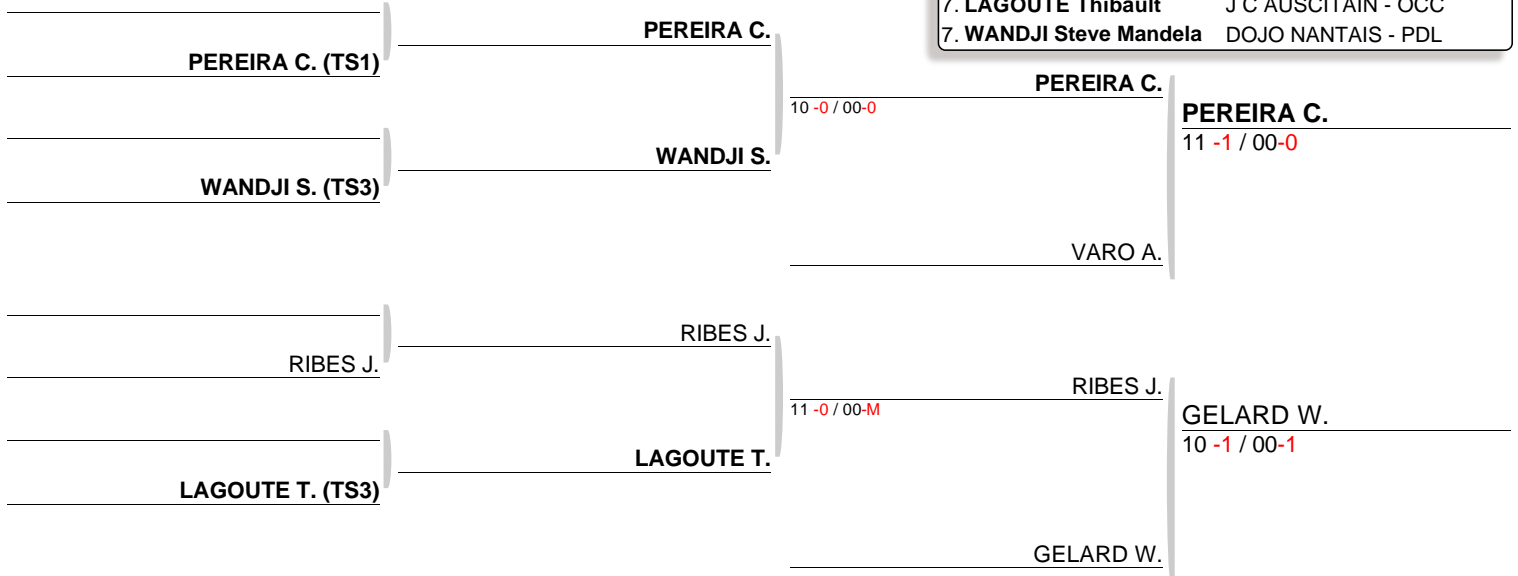 7. LAGOUTE Thibault J C AUSCITAIN - OCC
7. WANDJI Steve Mandela DOJO NANTAIS - PDL
PEREIRA C.
PEREIRA C. (TS1)
PEREIRA C.
10 -0 / 00-0
PEREIRA C.
11 -1 / 00-0
WANDJI S.
WANDJI S. (TS3)
VARO A.
RIBES J.
RIBES J.
RIBES J.
11 -0 / 00-M
GELARD W.
10 -1 / 00-1
LAGOUTE T.
LAGOUTE T. (TS3)
GELARD W.